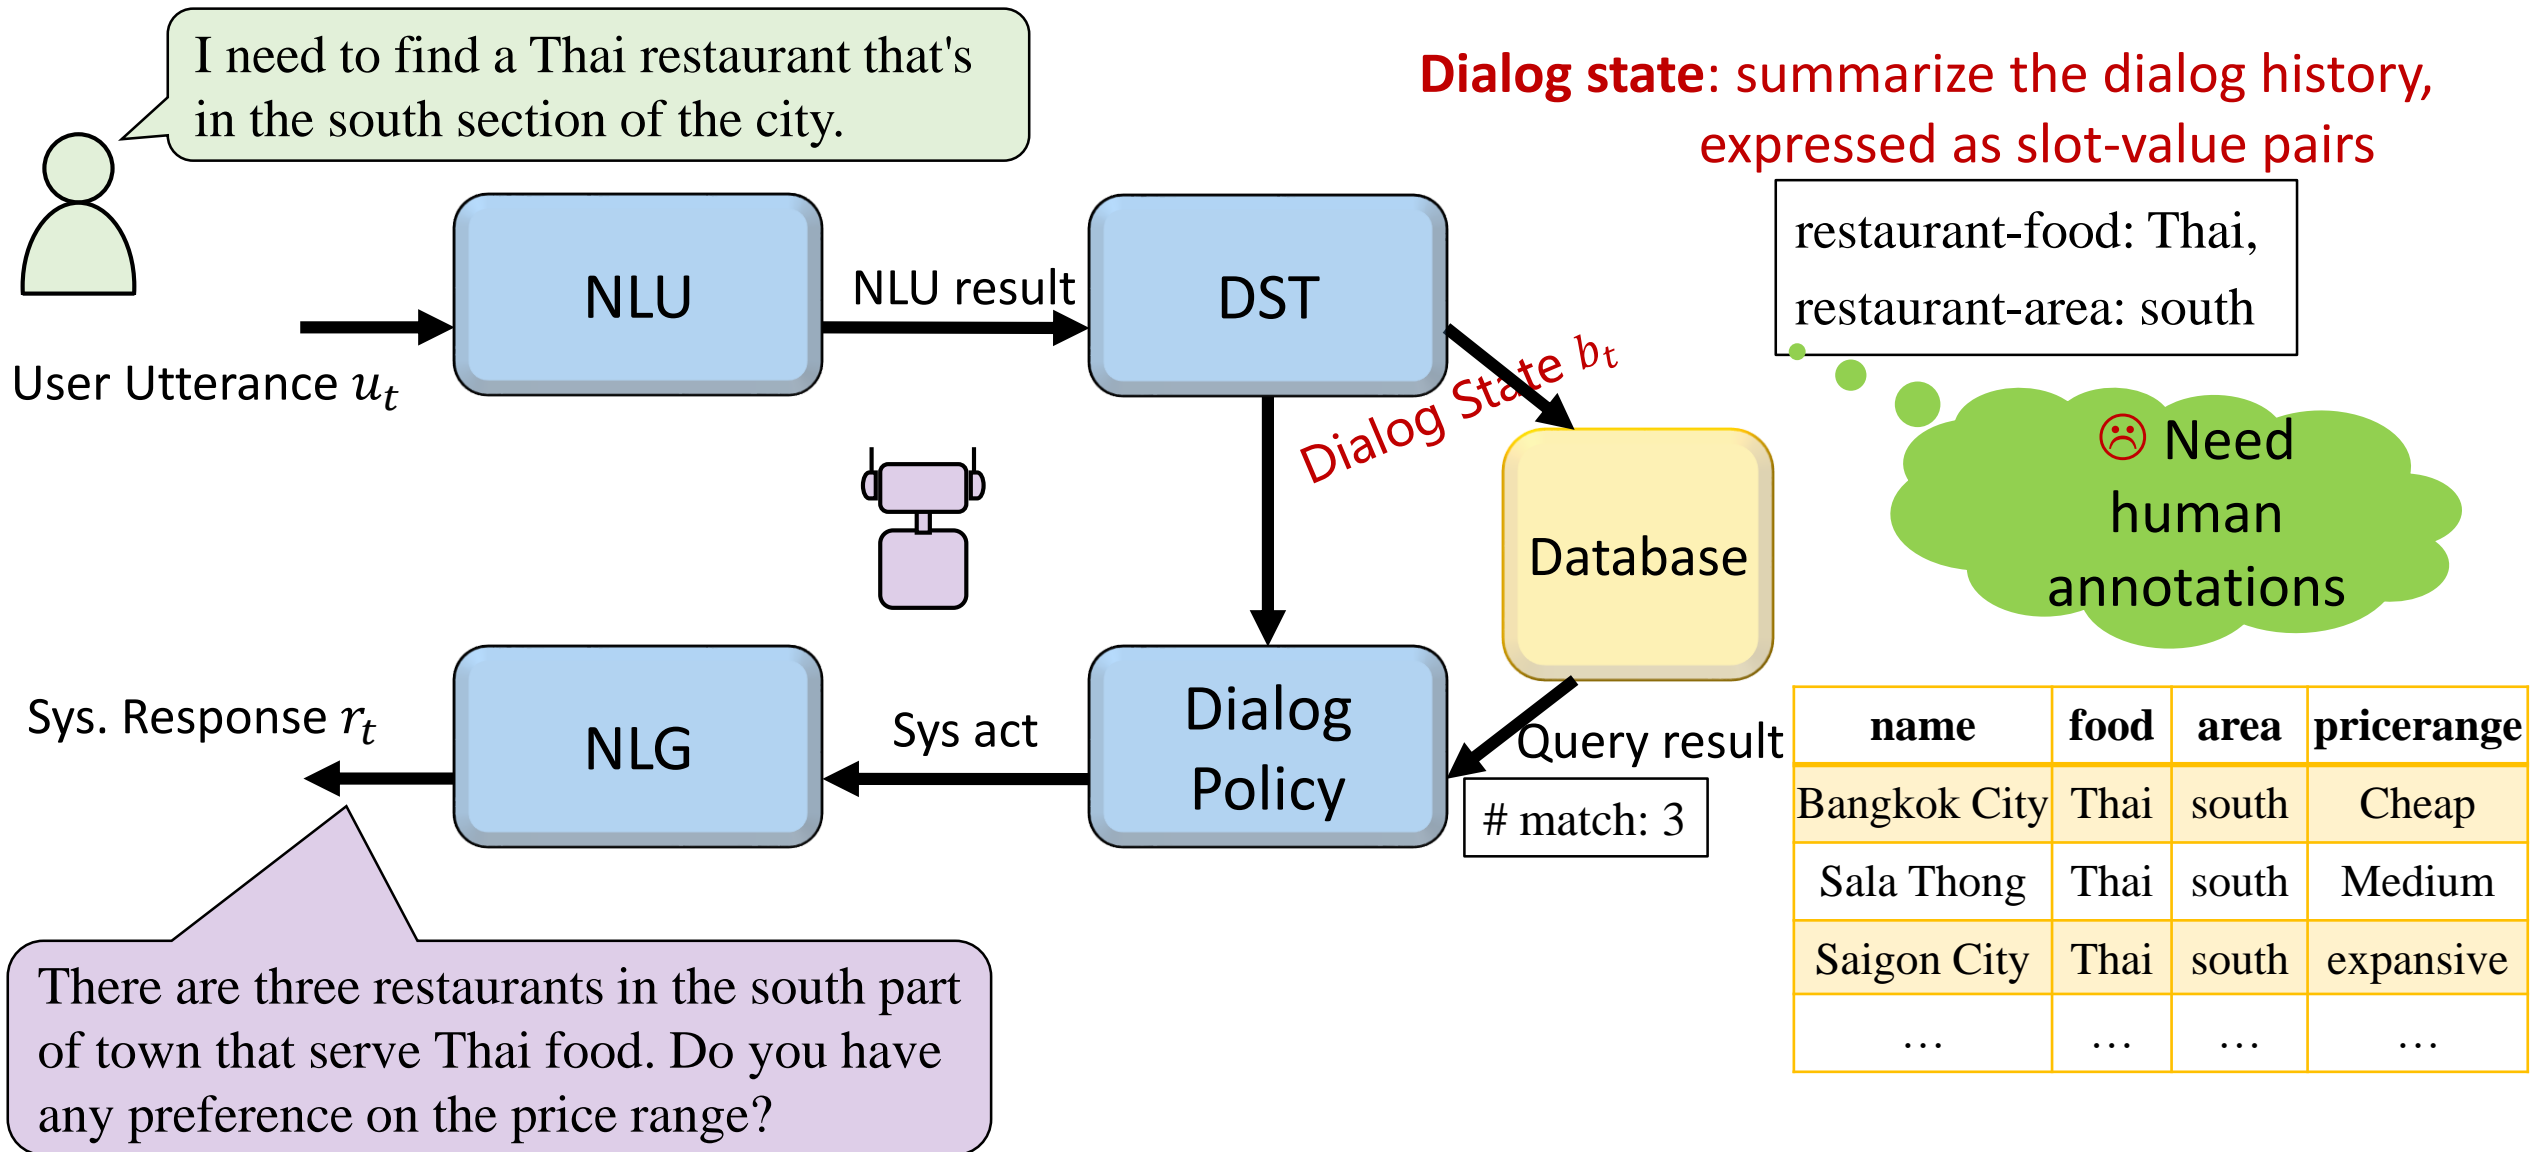 I need to find a Thai restaurant that's
in the south section of the city.
Dialog state: summarize the dialog history,
expressed as slot-value pairs
restaurant-food: Thai,
restaurant-area: south
NLU
NLU result
DST
User Utterance u_t
Dialog State b_t
☹ Need
human
annotations
Database
Sys. Response r_t
NLG
Sys act
Dialog
Policy
Query result
# match: 3
name food area pricerange
Bangkok City Thai south Cheap
Sala Thong Thai south Medium
Saigon City Thai south expansive
… … … …
There are three restaurants in the south part
of town that serve Thai food. Do you have
any preference on the price range?